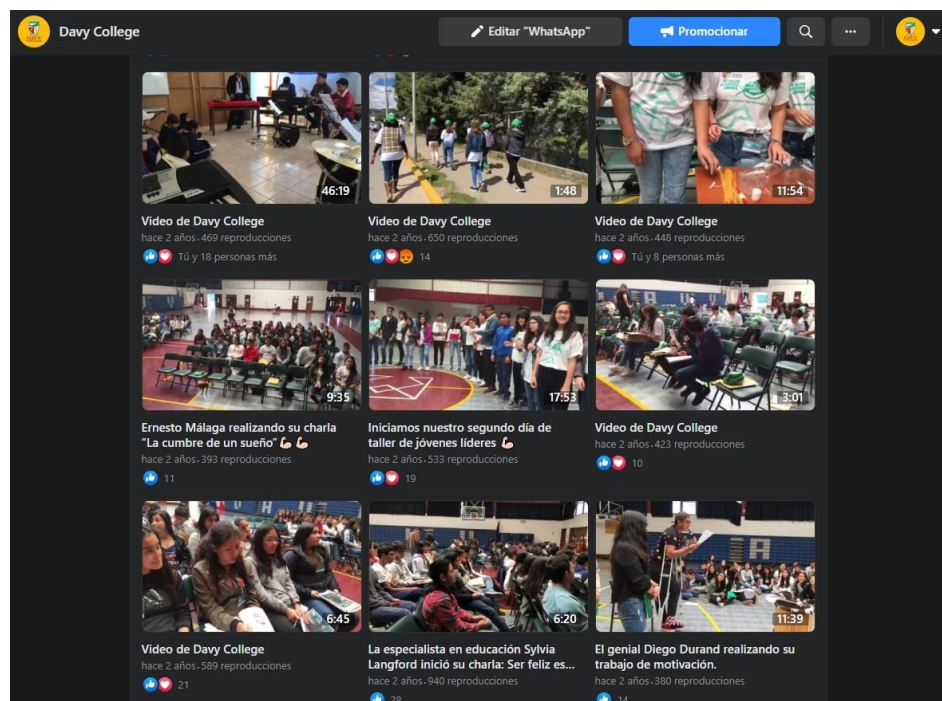 Davy College
Editar "WhatsApp"
Promocionar
46:19
1:48
11:54
Video de Davy College
Video de Davy College
Video de Davy College
hace 2 años · 469 reproducciones
hace 2 años · 650 reproducciones
hace 2 años · 448 reproducciones
Tú y 18 personas más
14
Tú y 8 personas más
9:35
17:53
3:01
Ernesto Málaga realizando su charla
"La cumbre de un sueño" 💪🏻 💪🏻
Iniciamos nuestro segundo día de
taller de jóvenes líderes 💪🏻
Video de Davy College
hace 2 años · 393 reproducciones
hace 2 años · 533 reproducciones
hace 2 años · 423 reproducciones
11
19
10
6:45
6:20
11:39
Video de Davy College
La especialista en educación Sylvia
Langford inició su charla: Ser feliz es...
El genial Diego Durand realizando su
trabajo de motivación.
hace 2 años · 589 reproducciones
hace 2 años · 940 reproducciones
hace 2 años · 380 reproducciones
21
28
14